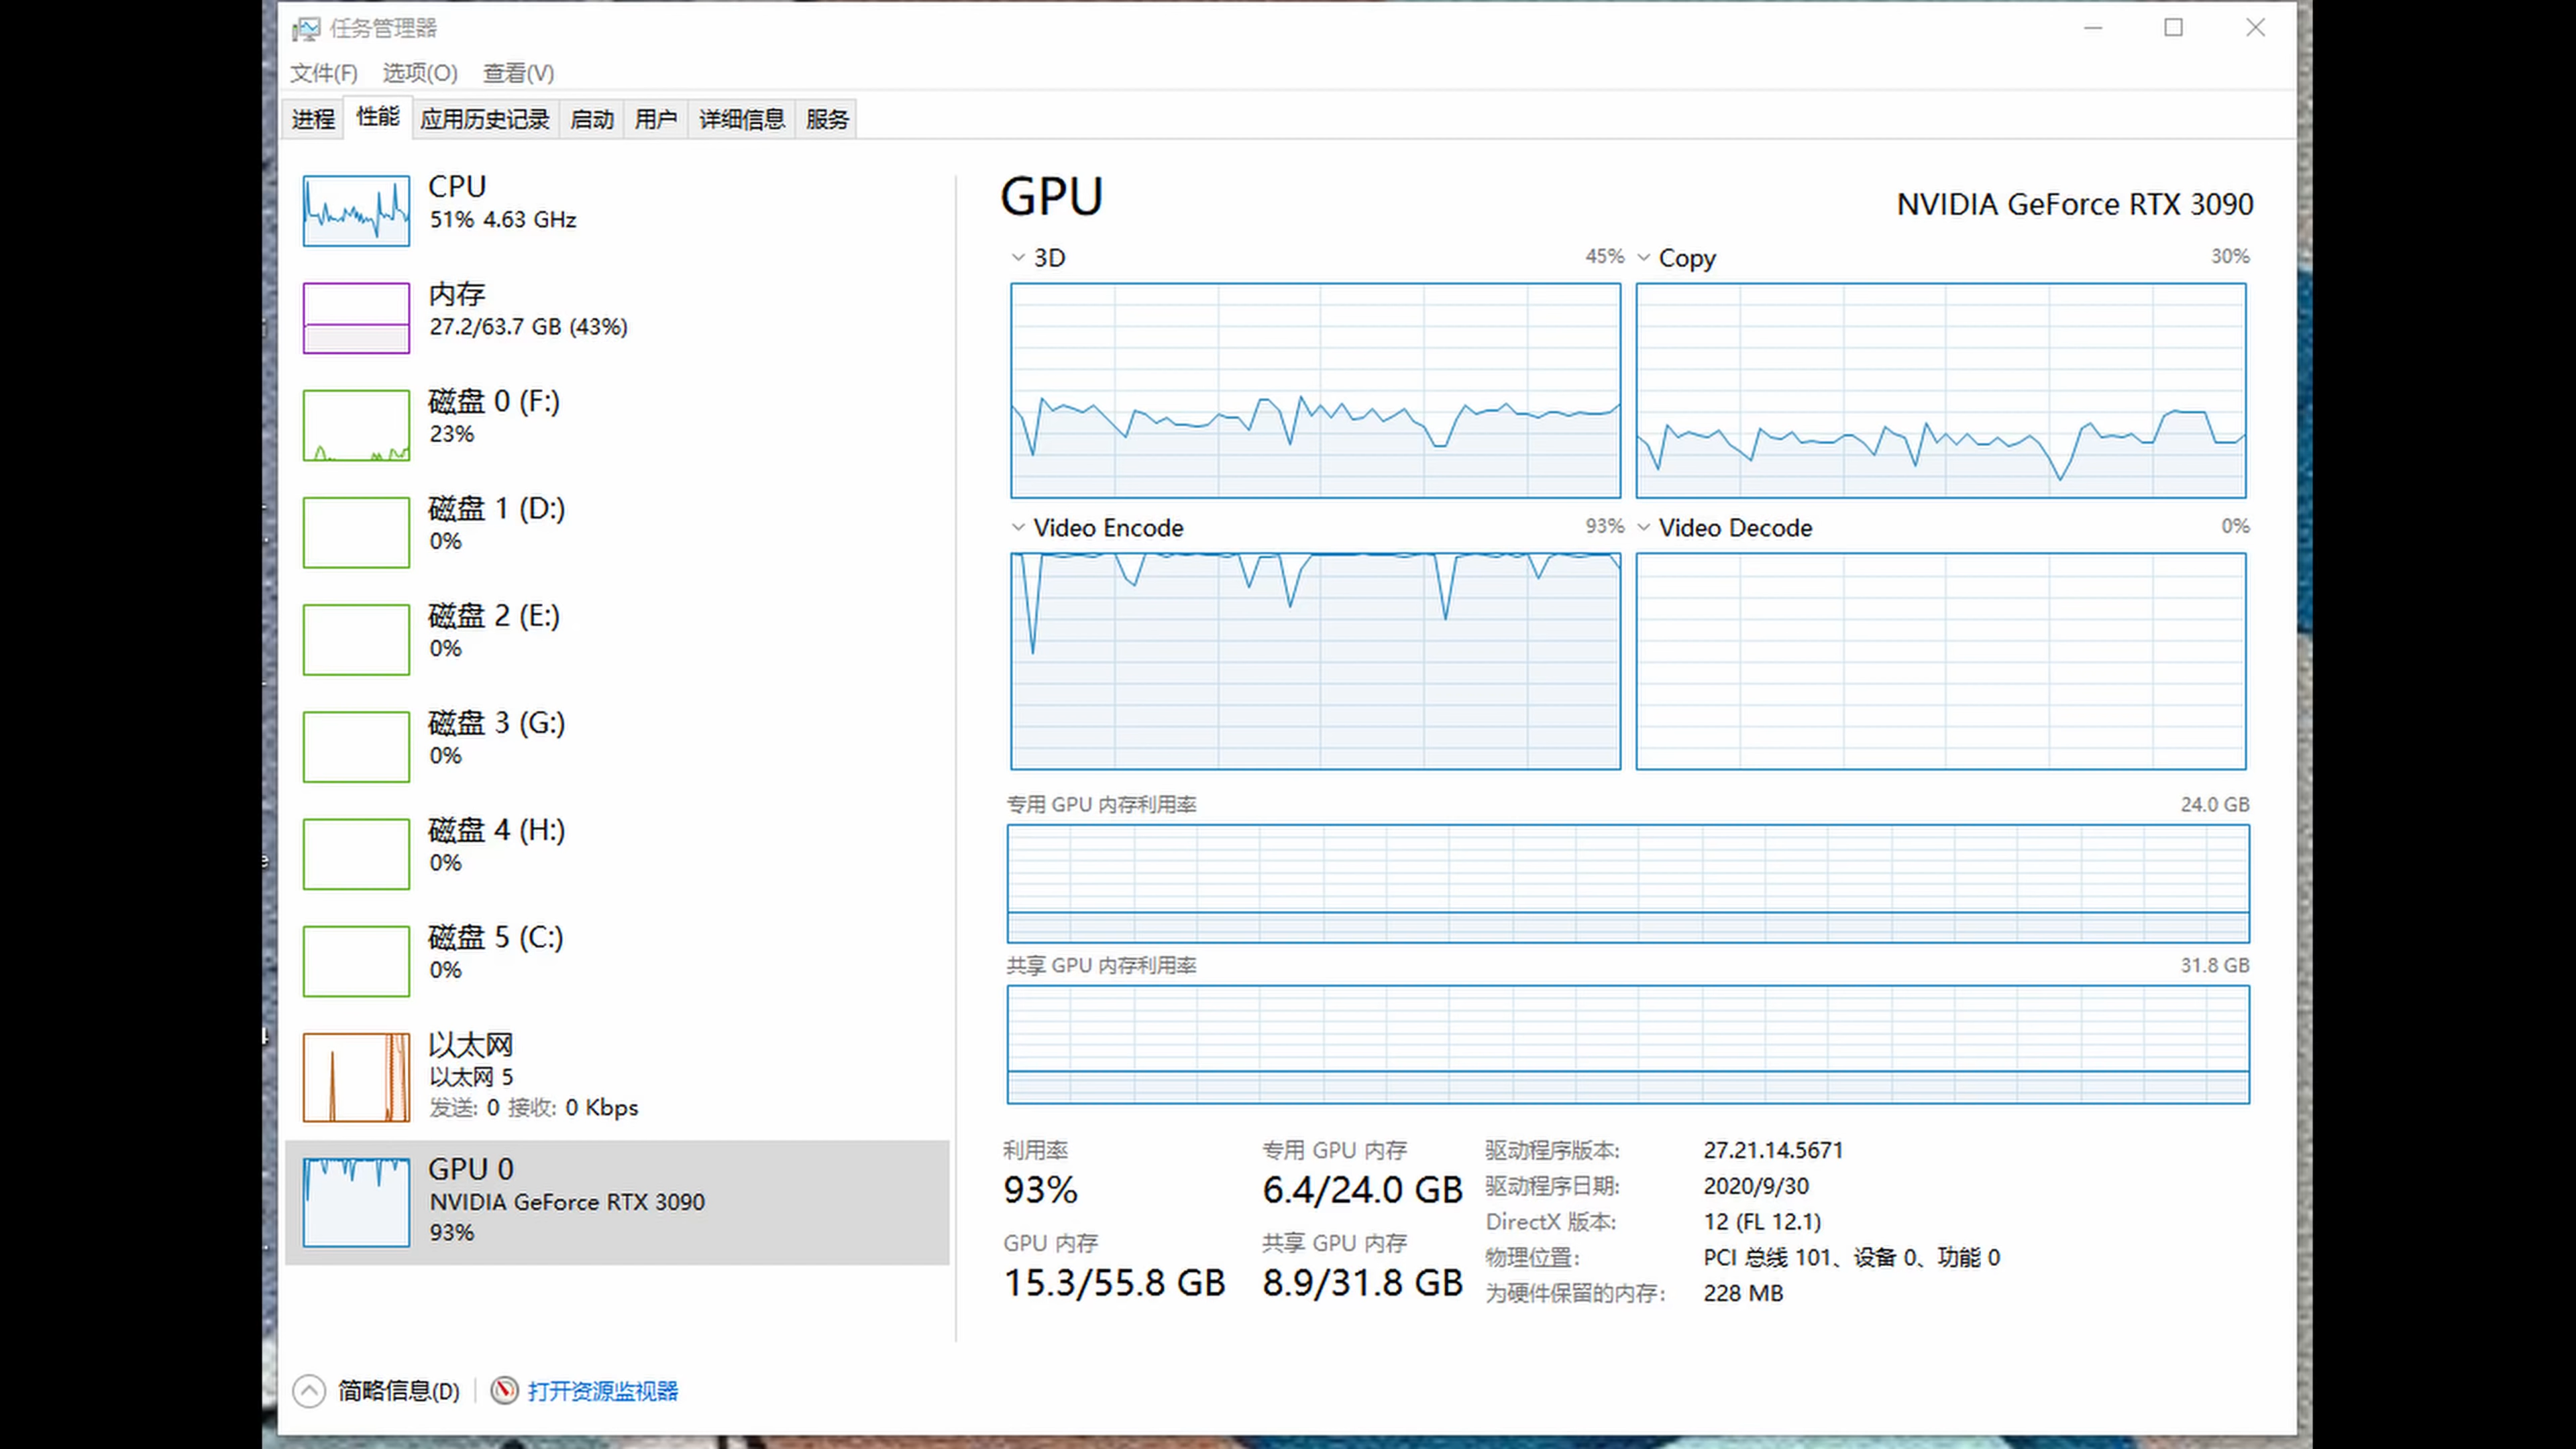 任务管理器
文件(F) 选项(O) 查看(V)
进程 性能 应用历史记录 启动 用户 详细信息 服务
CPU
51% 4.63 GHz
内存
27.2/63.7 GB (43%)
磁盘 0 (F:)
23%
磁盘 1 (D:)
0%
磁盘 2 (E:)
0%
磁盘 3 (G:)
0%
磁盘 4 (H:)
0%
磁盘 5 (C:)
0%
以太网
以太网 5
发送: 0 接收: 0 Kbps
GPU 0
NVIDIA GeForce RTX 3090
93%
GPU
NVIDIA GeForce RTX 3090
3D 45%
Copy 30%
Video Encode 93%
Video Decode 0%
专用 GPU 内存利用率 24.0 GB
共享 GPU 内存利用率 31.8 GB
利用率
93%
专用 GPU 内存
6.4/24.0 GB
GPU 内存
15.3/55.8 GB
共享 GPU 内存
8.9/31.8 GB
驱动程序版本: 27.21.14.5671
驱动程序日期: 2020/9/30
DirectX 版本: 12 (FL 12.1)
物理位置: PCI 总线 101、设备 0、功能 0
为硬件保留的内存: 228 MB
简略信息(D)
打开资源监视器